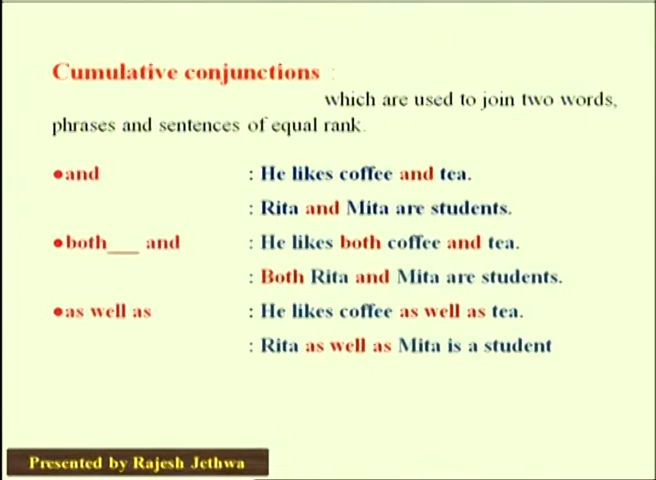 Cumulative conjunctions :
which are used to join two words,
phrases and sentences of equal rank.
•and : He likes coffee and tea.
: Rita and Mita are students.
•both___ and : He likes both coffee and tea.
: Both Rita and Mita are students.
•as well as : He likes coffee as well as tea.
: Rita as well as Mita is a student
Presented by Rajesh Jethwa